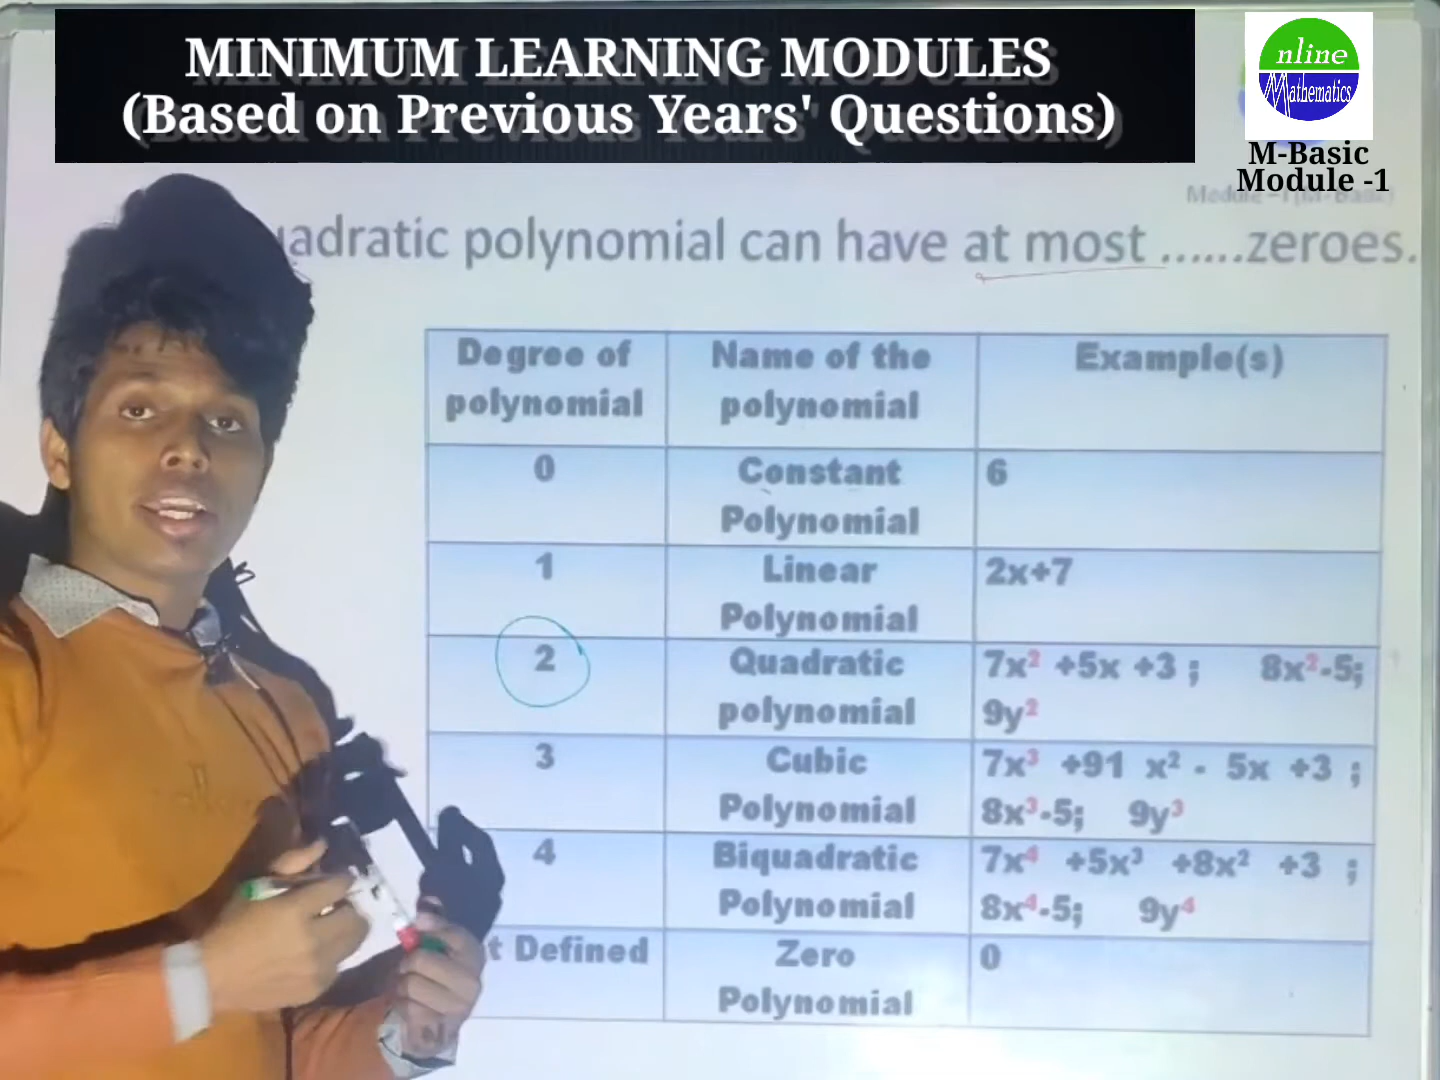 MINIMUM LEARNING MODULES
(Based on Previous Years' Questions)
nline
Mathematics
M-Basic
Module -1
Module -1 (M-Basic)
adratic polynomial can have at most ......zeroes.
Degree of polynomial
Name of the polynomial
Example(s)
0
Constant Polynomial
6
1
Linear Polynomial
2x+7
2
Quadratic polynomial
7x² +5x +3 ; 8x²-5;
9y²
3
Cubic Polynomial
7x³ +91 x² - 5x +3 ;
8x³-5; 9y³
4
Biquadratic Polynomial
7x⁴ +5x³ +8x² +3 ;
8x⁴-5; 9y⁴
t Defined
Zero Polynomial
0